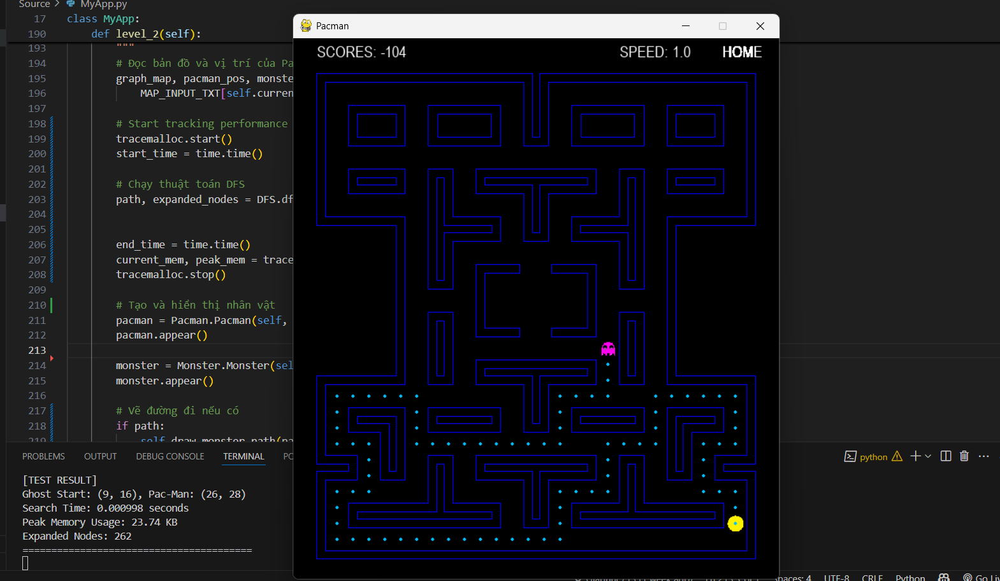 Source > MyApp.py
17 class MyApp:
190 def level_2(self):
193 """
194 # Đọc bản đồ và vị trí của Pa
195 graph_map, pacman_pos, monste
196 MAP_INPUT_TXT[self.curren
197
198 # Start tracking performance
199 tracemalloc.start()
200 start_time = time.time()
201
202 # Chạy thuật toán DFS
203 path, expanded_nodes = DFS.df
204
205
206 end_time = time.time()
207 current_mem, peak_mem = trace
208 tracemalloc.stop()
209
210 # Tạo và hiển thị nhân vật
211 pacman = Pacman.Pacman(self,
212 pacman.appear()
213
214 monster = Monster.Monster(sel
215 monster.appear()
216
217 # Vẽ đường đi nếu có
218 if path:
219 self.draw_monster_path(pa
Pacman
SCORES: -104 SPEED: 1.0 HOME
PROBLEMS OUTPUT DEBUG CONSOLE TERMINAL PO
python
[TEST RESULT]
Ghost Start: (9, 16), Pac-Man: (26, 28)
Search Time: 0.000998 seconds
Peak Memory Usage: 23.74 KB
Expanded Nodes: 262
========================================
paces: 4 UTF-8 CRLF Python Go Liv